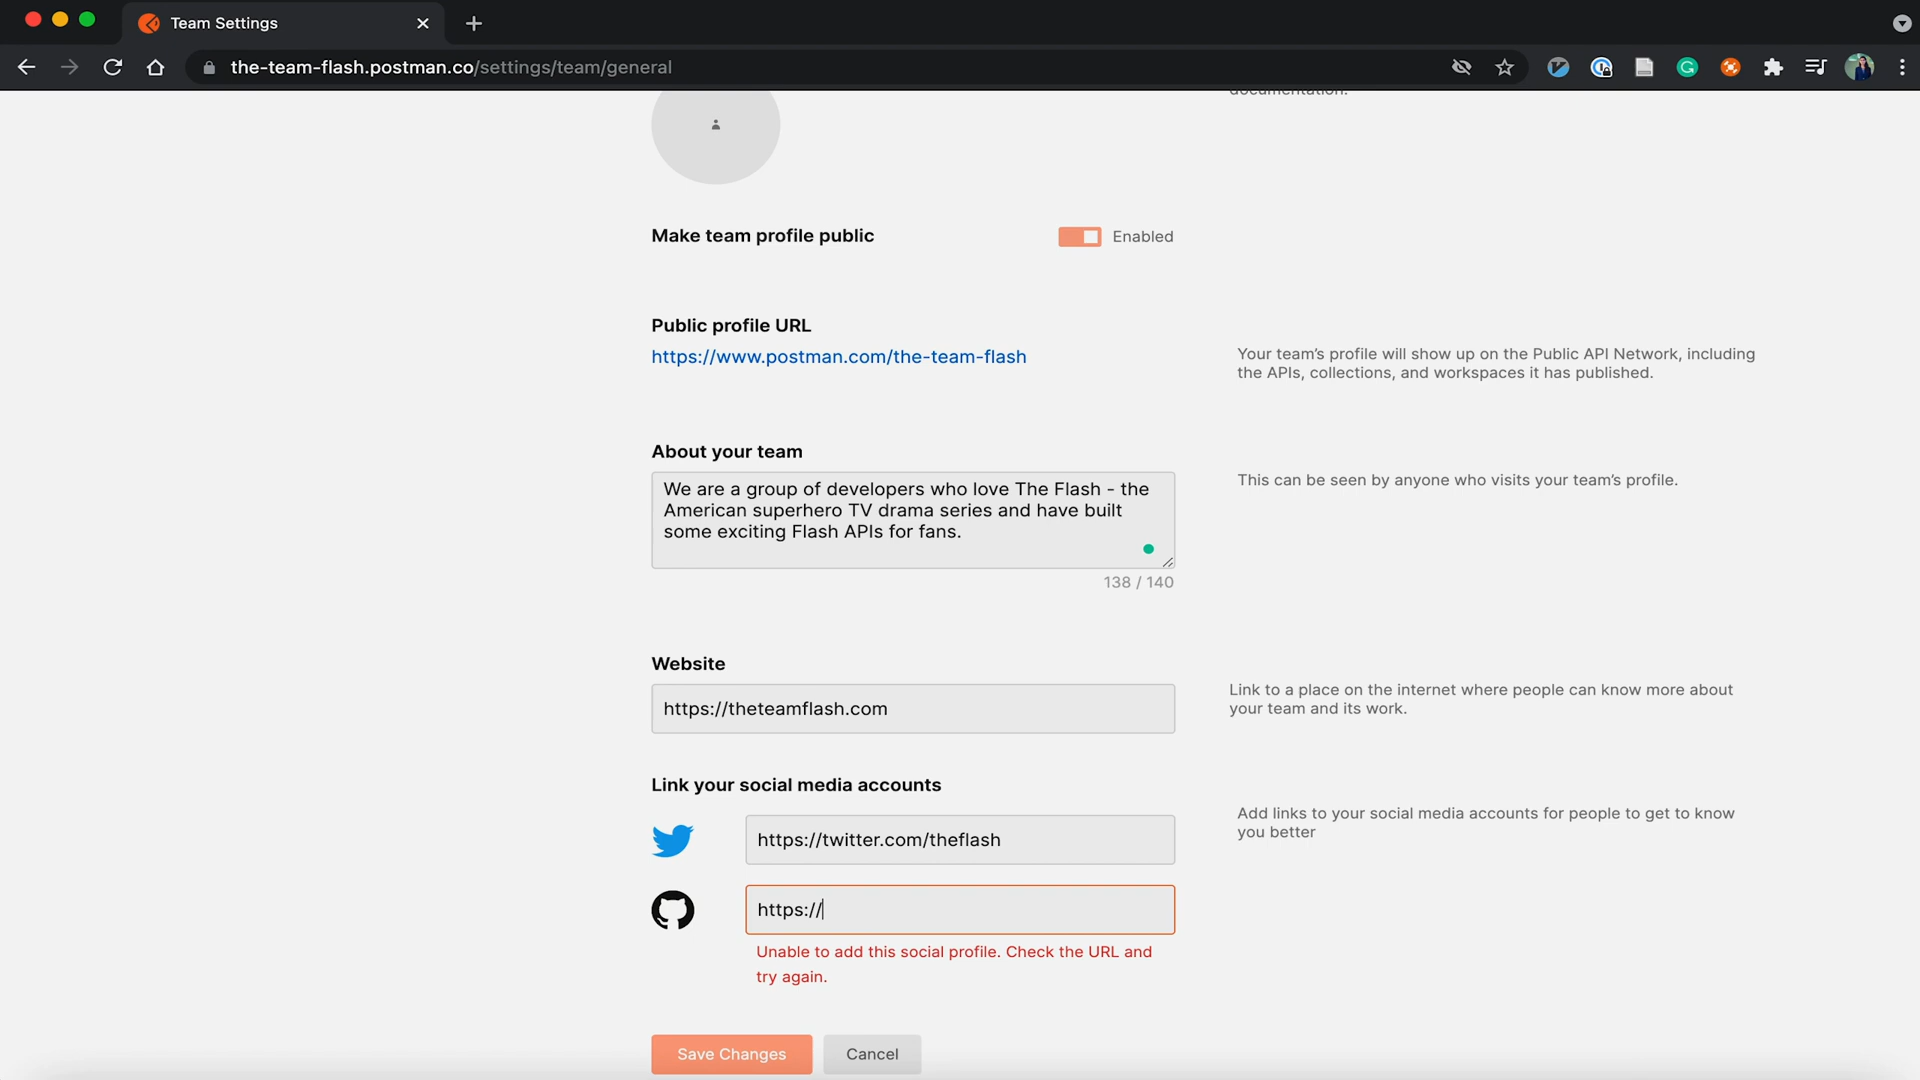 Team Settings
the-team-flash.postman.co/settings/team/general
documentation.
Make team profile public
Enabled
Public profile URL
https://www.postman.com/the-team-flash
Your team’s profile will show up on the Public API Network, including
the APIs, collections, and workspaces it has published.
About your team
We are a group of developers who love The Flash - the
American superhero TV drama series and have built
some exciting Flash APIs for fans.
This can be seen by anyone who visits your team’s profile.
138 / 140
Website
https://theteamflash.com
Link to a place on the internet where people can know more about
your team and its work.
Link your social media accounts
https://twitter.com/theflash
Add links to your social media accounts for people to get to know
you better
https://
Unable to add this social profile. Check the URL and
try again.
Save Changes
Cancel